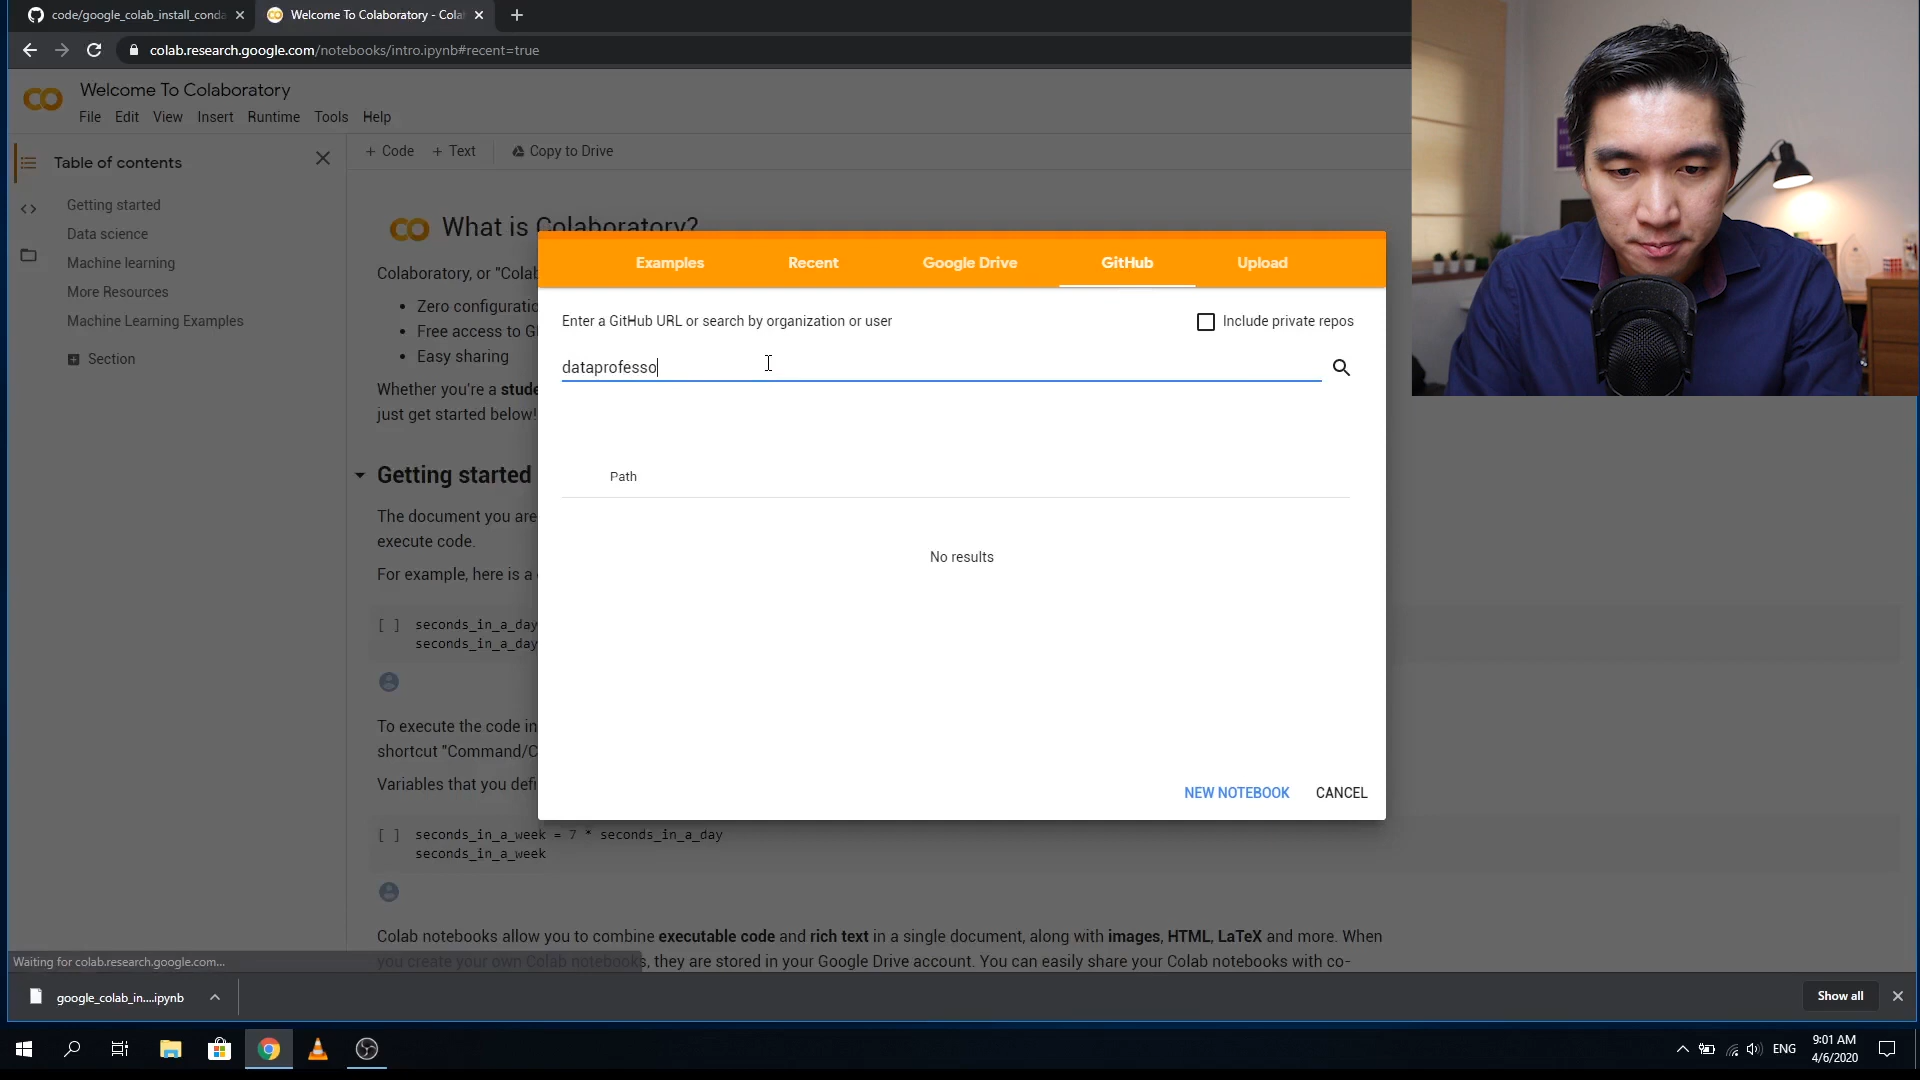 code/google_colab_install_conda
Welcome To Colaboratory - Cola
colab.research.google.com/notebooks/intro.ipynb#recent=true
Welcome To Colaboratory
File Edit View Insert Runtime Tools Help
Table of contents
Getting started
Data science
Machine learning
More Resources
Machine Learning Examples
Section
+ Code + Text Copy to Drive
What is Colaboratory?
Colaboratory, or "Colab
• Zero configuratio
• Free access to G
• Easy sharing
Whether you're a stude
just get started below!
Getting started
The document you are
execute code.
For example, here is a
[ ] seconds_in_a_day
seconds_in_a_day
To execute the code in
shortcut "Command/C
Variables that you defi
[ ] seconds_in_a_week = 7 * seconds_in_a_day
seconds_in_a_week
Colab notebooks allow you to combine executable code and rich text in a single document, along with images, HTML, LaTeX and more. When
you create your own Colab notebooks, they are stored in your Google Drive account. You can easily share your Colab notebooks with co-
Examples Recent Google Drive GitHub Upload
Enter a GitHub URL or search by organization or user
Include private repos
dataprofesso
Path
No results
NEW NOTEBOOK CANCEL
Waiting for colab.research.google.com...
google_colab_in....ipynb
Show all
ENG
9:01 AM
4/6/2020